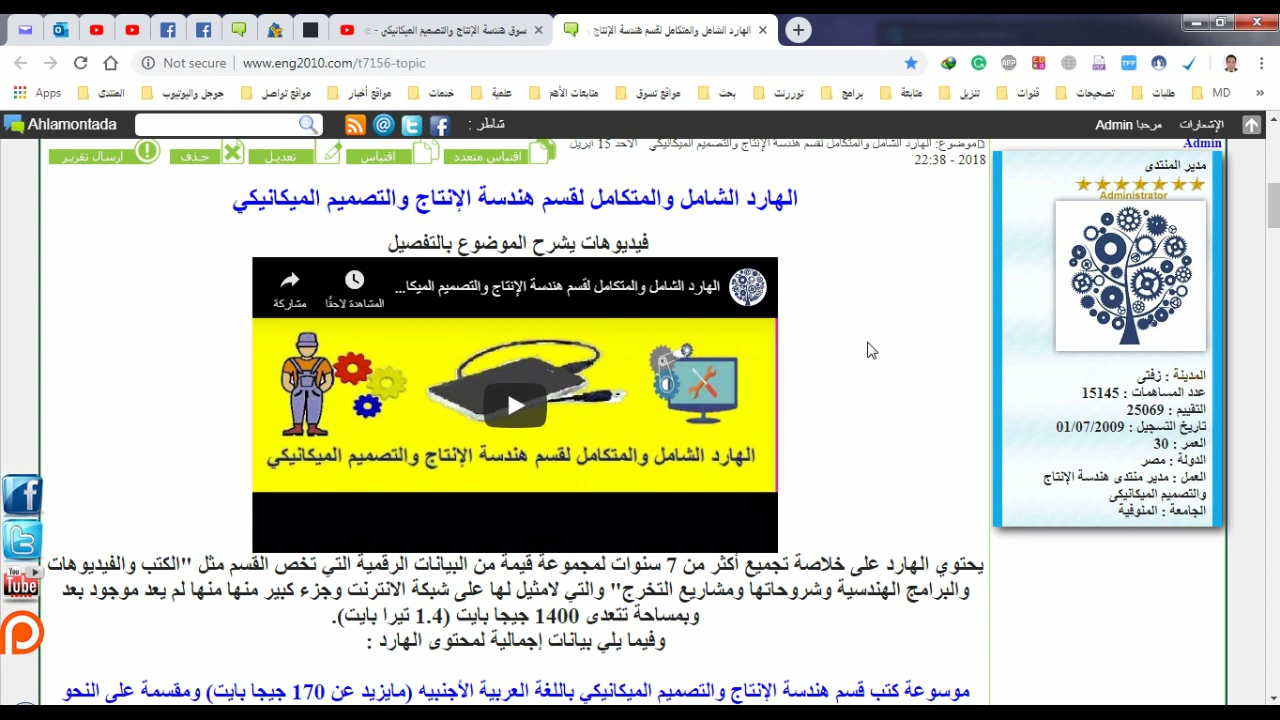 سوق هندسة الإنتاج والتصميم الميكانيكي -
الهارد الشامل والمتكامل لقسم هندسة الإنتاج
Not secure | www.eng2010.com/t7156-topic
Apps
المنتدى
جوجل واليوتيوب
مواقع تواصل
مواقع أخبار
خدمات
علمية
متابعات الأهم
مواقع تسوق
بحث
توررنت
برامج
متابعة
تنزيل
قنوات
تصحيحات
طلبات
MD
»
Ahlamontada
شاطر :
مرحبا Admin
الإشعارات
ارسال تقرير
حذف
تعديل
اقتباس
اقتباس متعدد
موضوع: الهارد الشامل والمتكامل لقسم هندسة الإنتاج والتصميم الميكانيكي الاحد 15 ابريل
2018 - 22:38
الهارد الشامل والمتكامل لقسم هندسة الإنتاج والتصميم الميكانيكي
فيديوهات يشرح الموضوع بالتفصيل
الهارد الشامل والمتكامل لقسم هندسة الإنتاج والتصميم الميكا...
المشاهدة لاحقًا
مشاركة
الهارد الشامل والمتكامل لقسم هندسة الإنتاج والتصميم الميكانيكي
يحتوي الهارد على خلاصة تجميع أكثر من 7 سنوات لمجموعة قيمة من البيانات الرقمية التي تخص القسم مثل "الكتب والفيديوهات
والبرامج الهندسية وشروحاتها ومشاريع التخرج" والتي لامثيل لها على شبكة الانترنت وجزء كبير منها منها لم يعد موجود بعد
وبمساحة تتعدى 1400 جيجا بايت (1.4 تيرا بايت).
وفيما يلي بيانات إجمالية لمحتوى الهارد :
موسوعة كتب قسم هندسة الإنتاج والتصميم الميكانيكي باللغة العربية الأجنبيه (مايزيد عن 170 جيجا بايت) ومقسمة على النحو
Admin
مدير المنتدى
Administrator
المدينة : زفتى
عدد المساهمات : 15145
التقييم : 25069
تاريخ التسجيل : 01/07/2009
العمر : 30
الدولة : مصر
العمل : مدير منتدى هندسة الإنتاج
والتصميم الميكانيكى
الجامعة : المنوفية
You
Tube